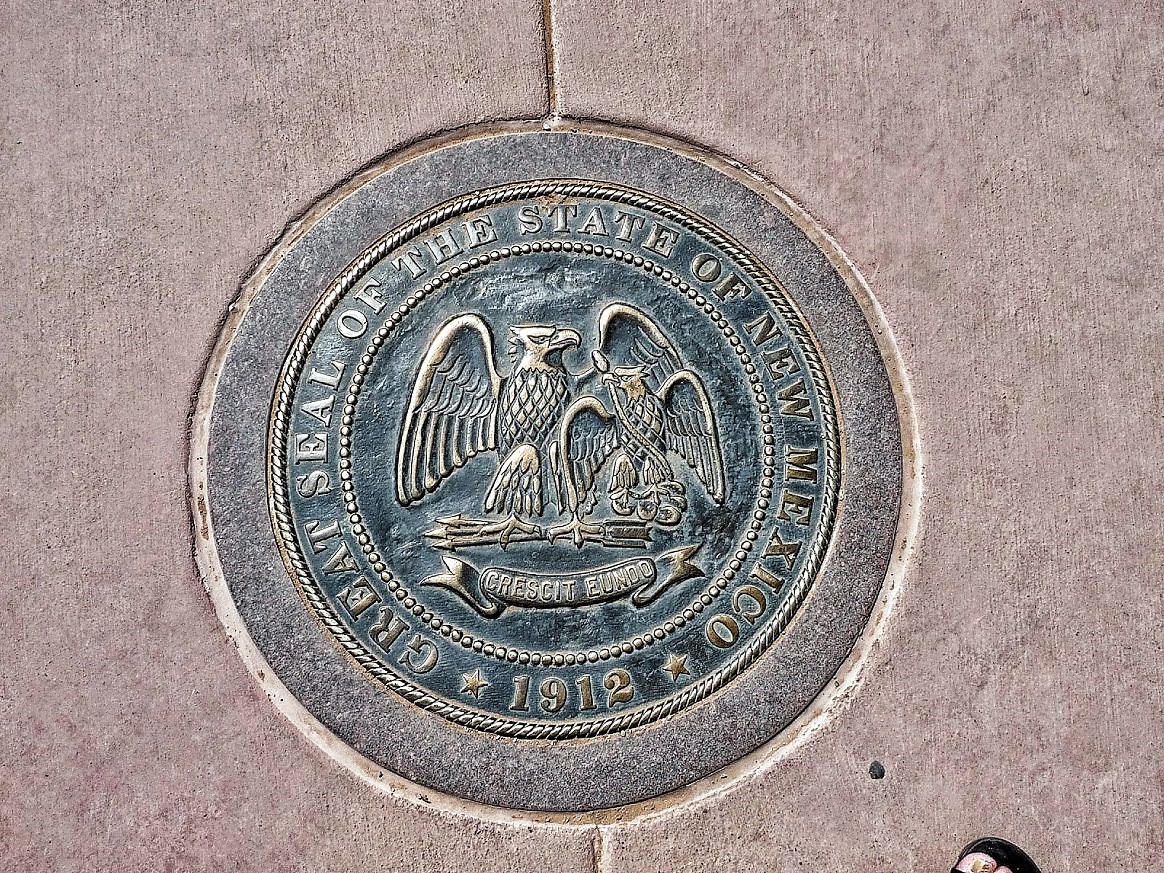 GREAT SEAL OF THE STATE OF NEW MEXICO
CRESCIT EUNDO
1912